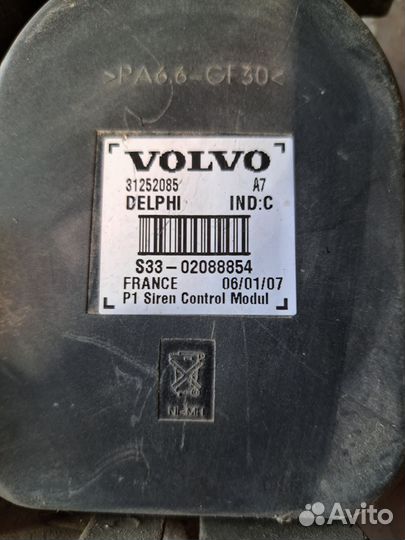 >PA6.6-GF30<
VOLVO
31252085 A7
DELPHI IND:C
S33-02088854
FRANCE 06/01/07
P1 Siren Control Modul
NI-MH
Avito